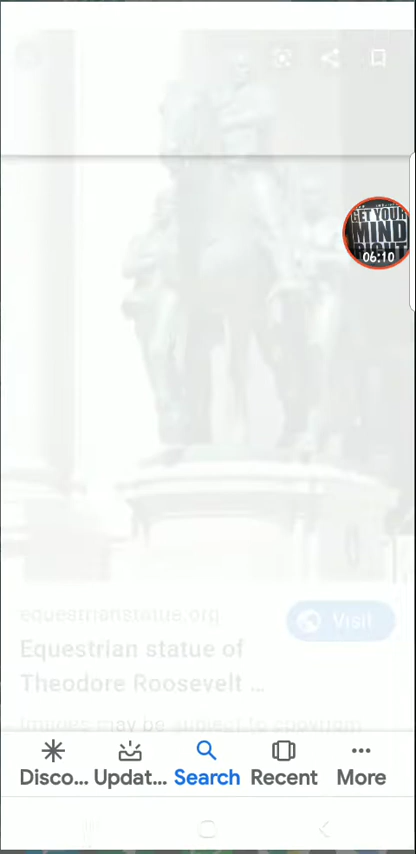 GET YOUR
MIND
RIGHT
06:10
equestrianstatue.org
Visit
Equestrian statue of
Theodore Roosevelt ...
Images may be subject to copyright
Disco... Updat... Search Recent More